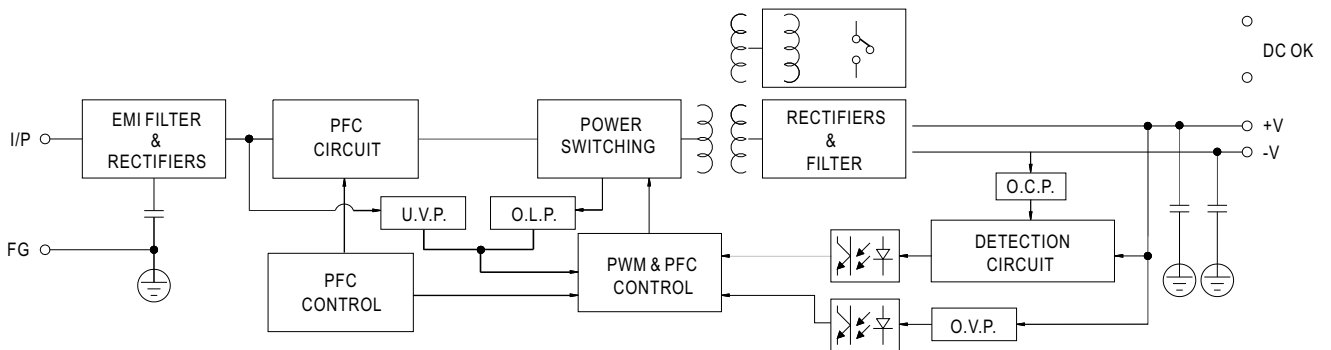 DC OK
I/P
EMI FILTER
&
RECTIFIERS
PFC
CIRCUIT
POWER
SWITCHING
RECTIFIERS
&
FILTER
+V
-V
O.C.P.
U.V.P.
O.L.P.
FG
PFC
CONTROL
PWM & PFC
CONTROL
DETECTION
CIRCUIT
O.V.P.